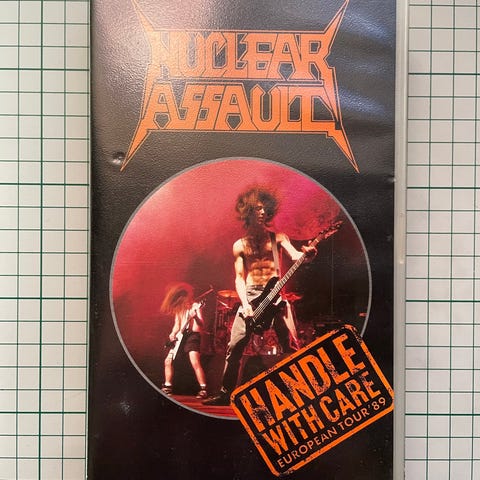 NUCLEAR
ASSAULT
HANDLE
WITH CARE
EUROPEAN TOUR '89